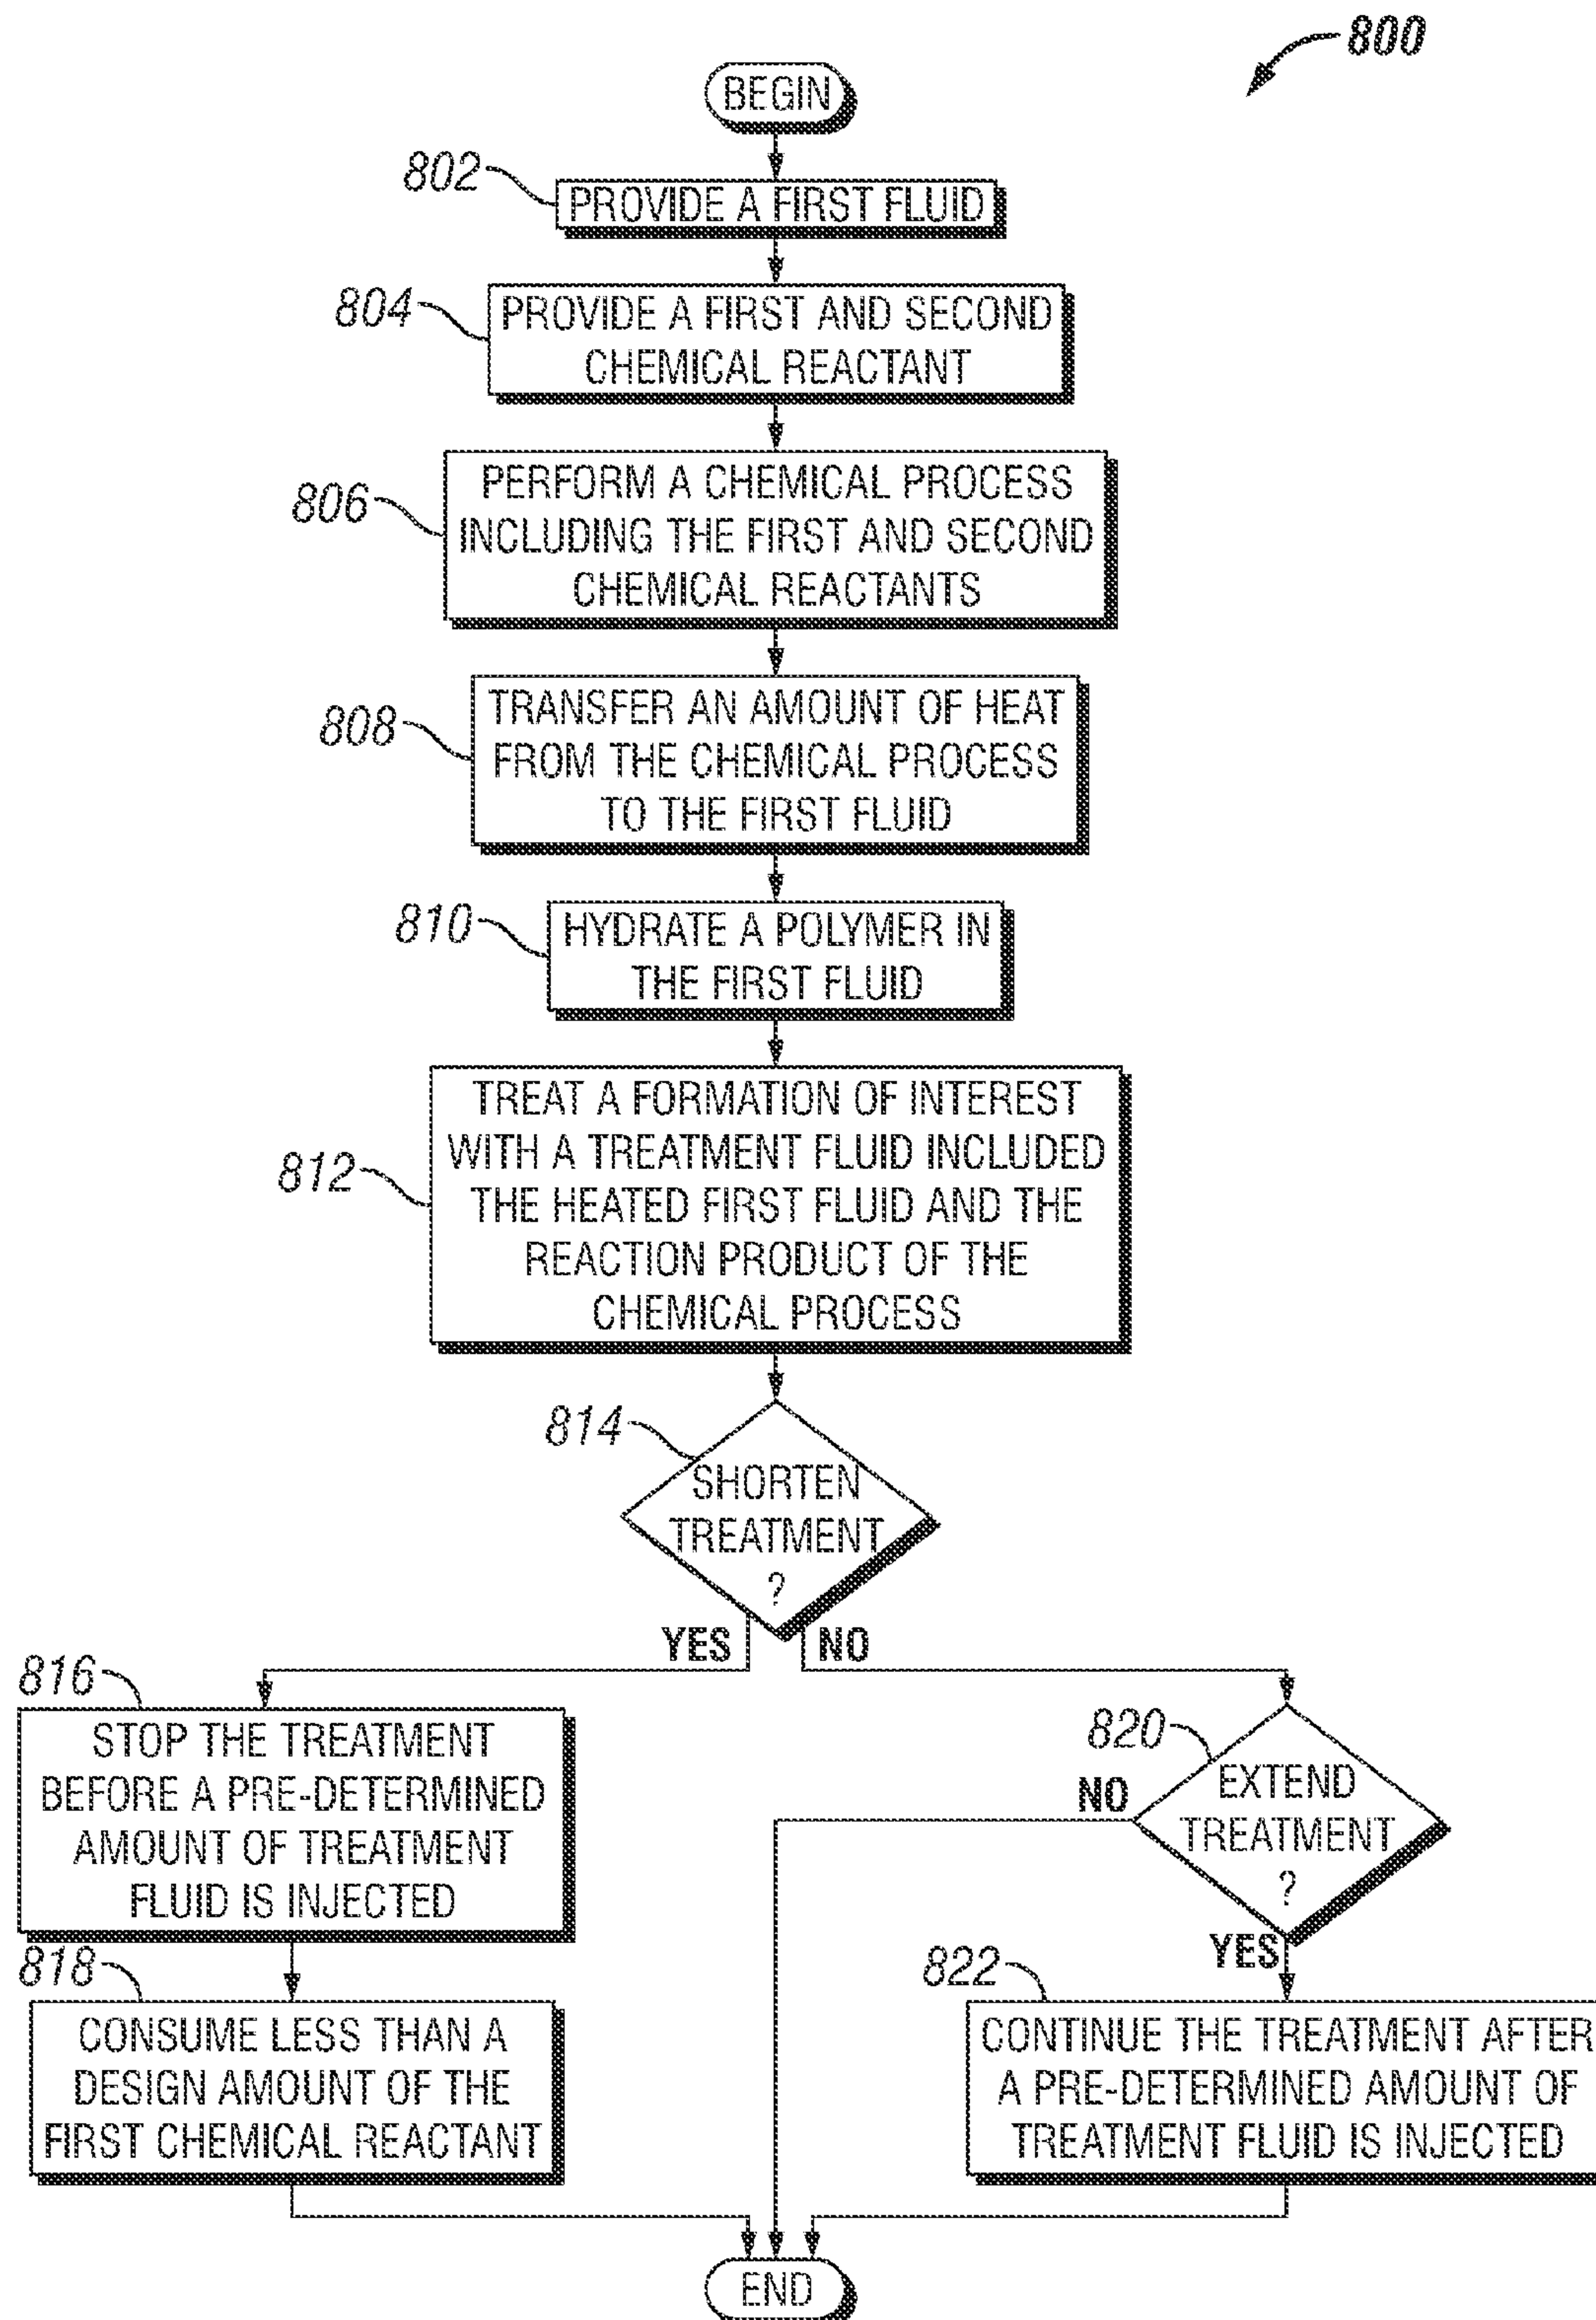 800
BEGIN
802
PROVIDE A FIRST FLUID
804
PROVIDE A FIRST AND SECOND
CHEMICAL REACTANT
806
PERFORM A CHEMICAL PROCESS
INCLUDING THE FIRST AND SECOND
CHEMICAL REACTANTS
808
TRANSFER AN AMOUNT OF HEAT
FROM THE CHEMICAL PROCESS
TO THE FIRST FLUID
810
HYDRATE A POLYMER IN
THE FIRST FLUID
812
TREAT A FORMATION OF INTEREST
WITH A TREATMENT FLUID INCLUDED
THE HEATED FIRST FLUID AND THE
REACTION PRODUCT OF THE
CHEMICAL PROCESS
814
SHORTEN
TREATMENT
?
YES
NO
816
STOP THE TREATMENT
BEFORE A PRE-DETERMINED
AMOUNT OF TREATMENT
FLUID IS INJECTED
818
CONSUME LESS THAN A
DESIGN AMOUNT OF THE
FIRST CHEMICAL REACTANT
820
EXTEND
TREATMENT
?
NO
YES
822
CONTINUE THE TREATMENT AFTER
A PRE-DETERMINED AMOUNT OF
TREATMENT FLUID IS INJECTED
END